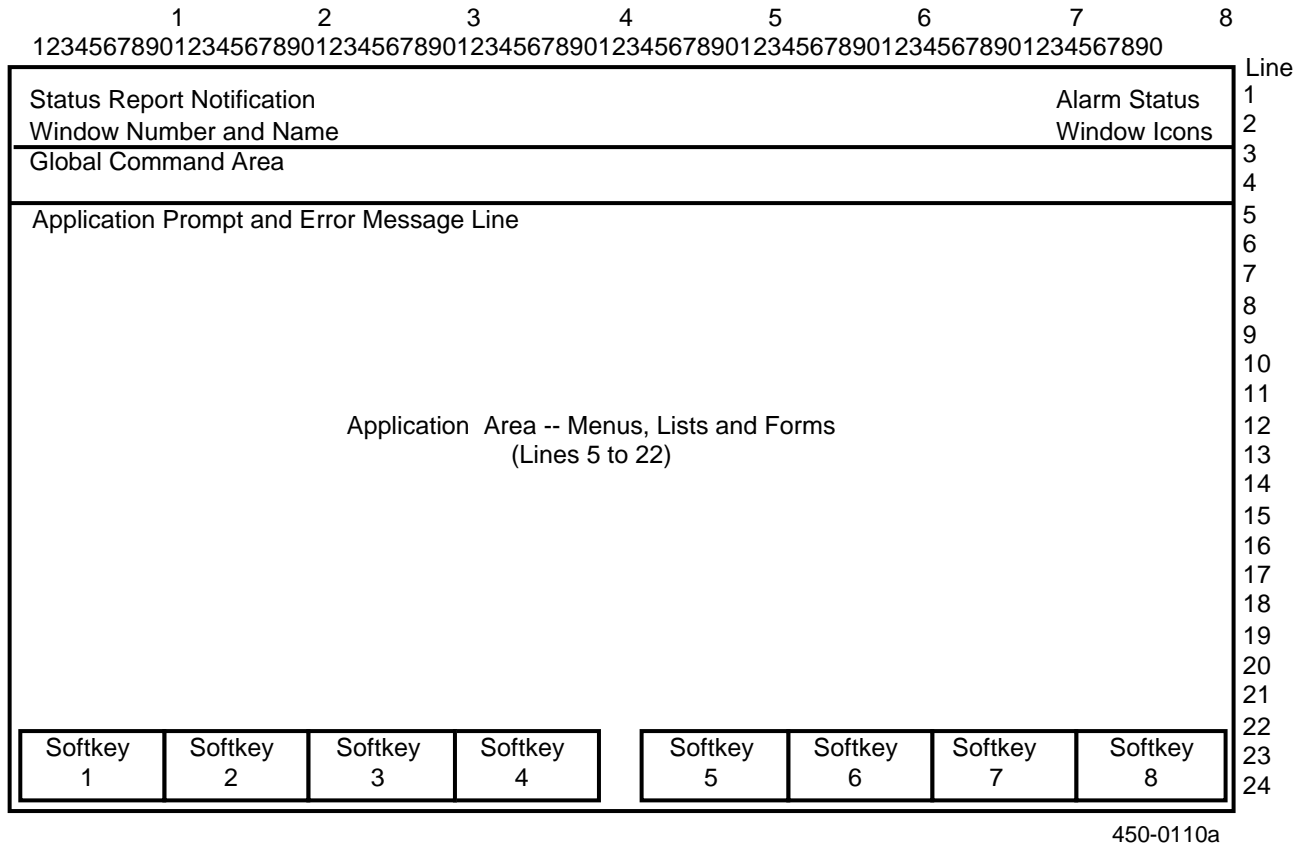 1 2 3 4 5 6 7 8
12345678901234567890123456789012345678901234567890123456789012345678901234567890
Line
Status Report Notification Alarm Status 1
Window Number and Name Window Icons 2
Global Command Area 3
4
Application Prompt and Error Message Line 5
6
7
8
9
10
11
Application Area -- Menus, Lists and Forms 12
(Lines 5 to 22) 13
14
15
16
17
18
19
20
21
22
Softkey Softkey Softkey Softkey Softkey Softkey Softkey Softkey 23
1 2 3 4 5 6 7 8 24
450-0110a